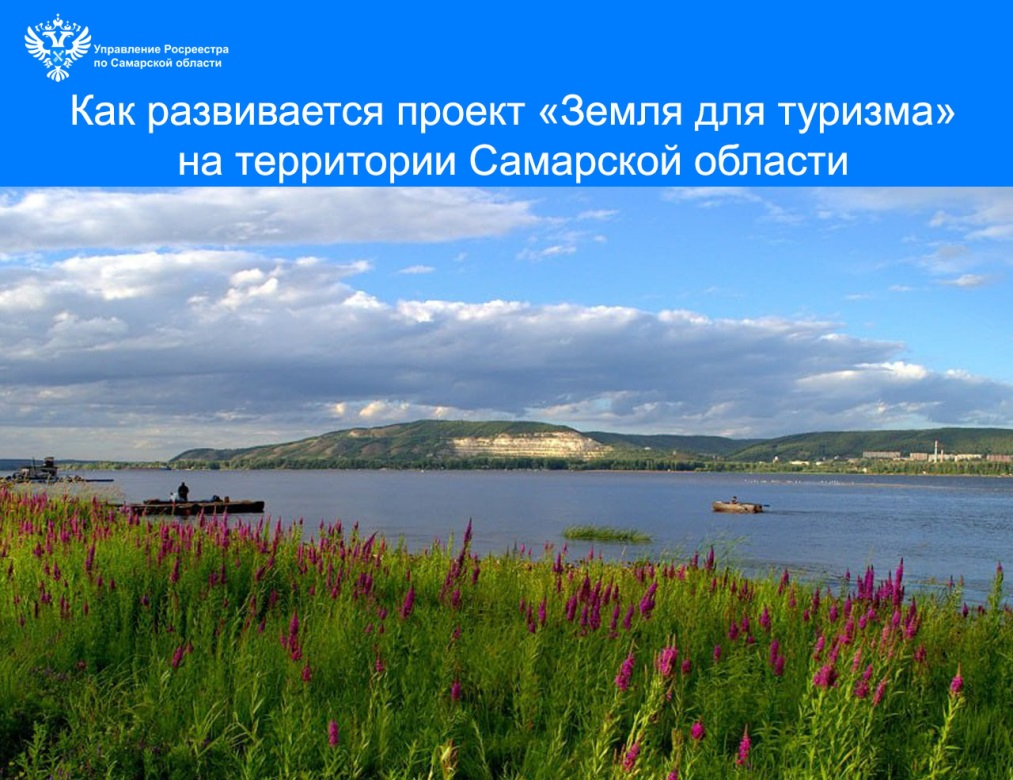 Управление Росреестра
по Самарской области
Как развивается проект «Земля для туризма»
на территории Самарской области